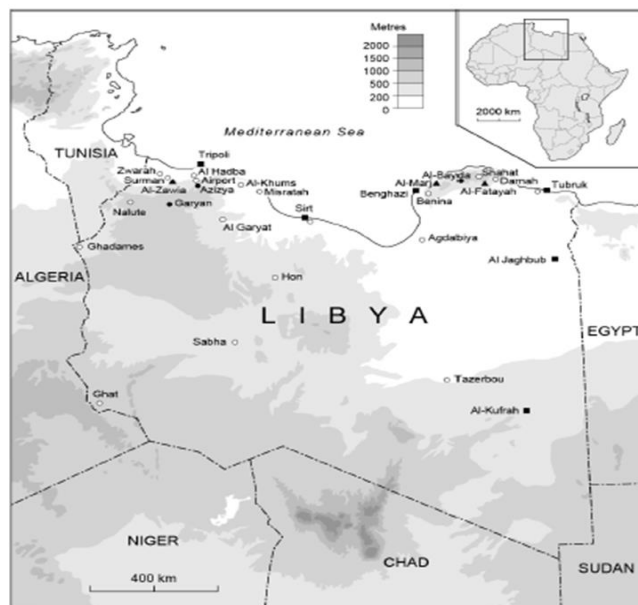 Metres
2000
1500
1000
500
200
0
2000 km
Mediterranean Sea
TUNISIA
Tripoli
Zwarah
Al Hadba
Surman
Airport
Al-Zawia
Azizya
Al-Khums
Misratah
Nalute
Garyan
Al Garyat
Sirt
Ghadames
Al-Bayda
Shahat
Al-Marj
Darnah
Benghazi
Al-Fatayah
Tubruk
Benina
Agdabiya
Al Jaghbub
ALGERIA
Hon
LIBYA
EGYPT
Sabha
Tazerbou
Ghat
Al-Kufrah
NIGER
CHAD
SUDAN
400 km